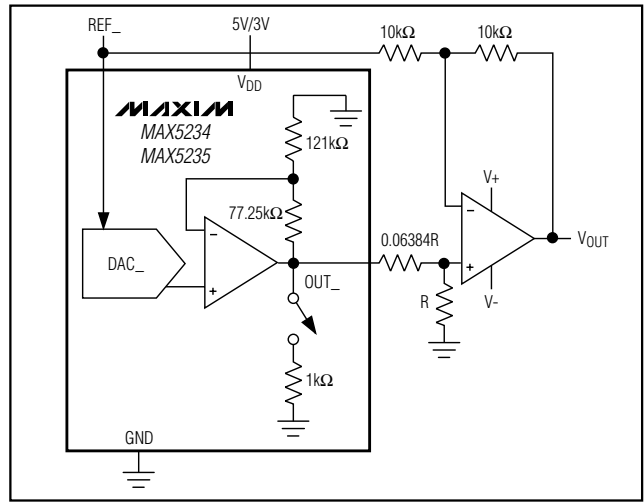 REF_
5V/3V
10kΩ
10kΩ
VDD
MAXIM
MAX5234
MAX5235
121kΩ
77.25kΩ
V+
0.06384R
DAC_
VOUT
OUT_
R
V-
1kΩ
GND
−
+
−
+